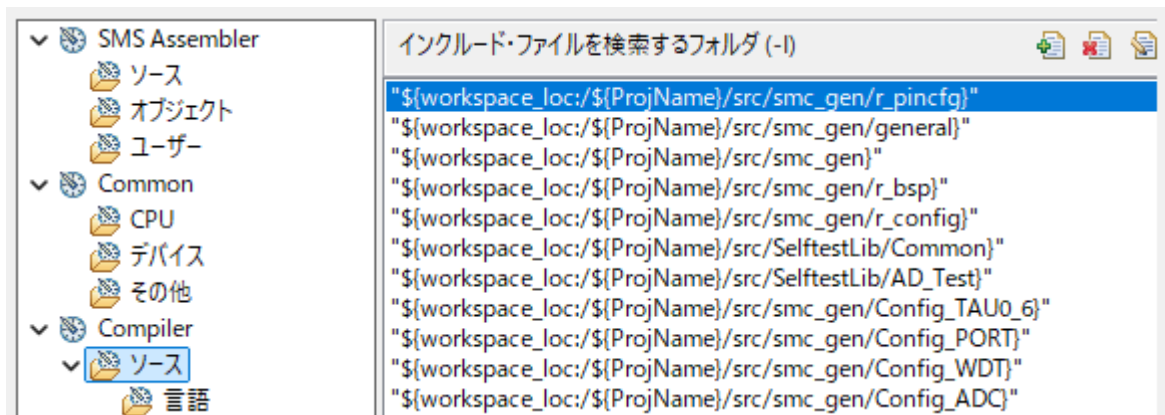 SMS Assembler
ソース
オブジェクト
ユーザー
Common
CPU
デバイス
その他
Compiler
ソース
言語
インクルード・ファイルを検索するフォルダ (-I)
"${workspace_loc:/${ProjName}/src/smc_gen/r_pincfg}"
"${workspace_loc:/${ProjName}/src/smc_gen/general}"
"${workspace_loc:/${ProjName}/src/smc_gen}"
"${workspace_loc:/${ProjName}/src/smc_gen/r_bsp}"
"${workspace_loc:/${ProjName}/src/smc_gen/r_config}"
"${workspace_loc:/${ProjName}/src/SelftestLib/Common}"
"${workspace_loc:/${ProjName}/src/SelftestLib/AD_Test}"
"${workspace_loc:/${ProjName}/src/smc_gen/Config_TAU0_6}"
"${workspace_loc:/${ProjName}/src/smc_gen/Config_PORT}"
"${workspace_loc:/${ProjName}/src/smc_gen/Config_WDT}"
"${workspace_loc:/${ProjName}/src/smc_gen/Config_ADC}"